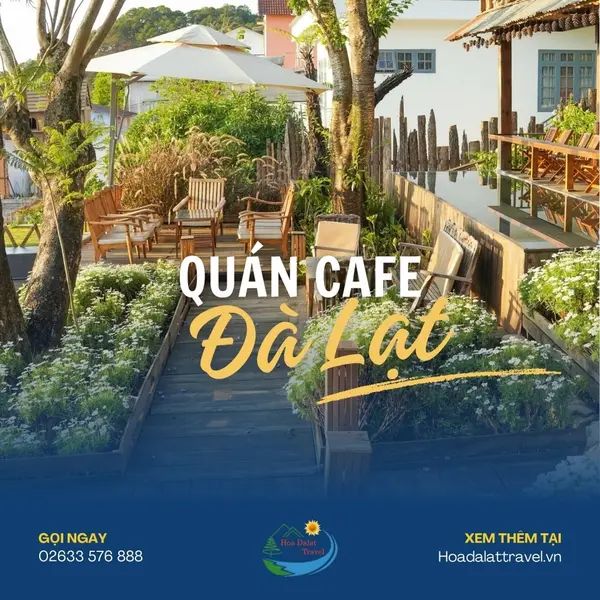 QUÁN CAFE
Đà Lạt
GỌI NGAY
02633 576 888
Hoa Dalat
Travel
XEM THÊM TẠI
Hoadalattravel.vn